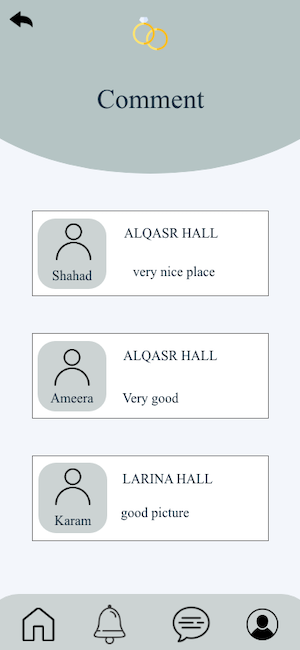 Comment
ALQASR HALL
very nice place
Shahad
ALQASR HALL
Very good
Ameera
LARINA HALL
good picture
Karam